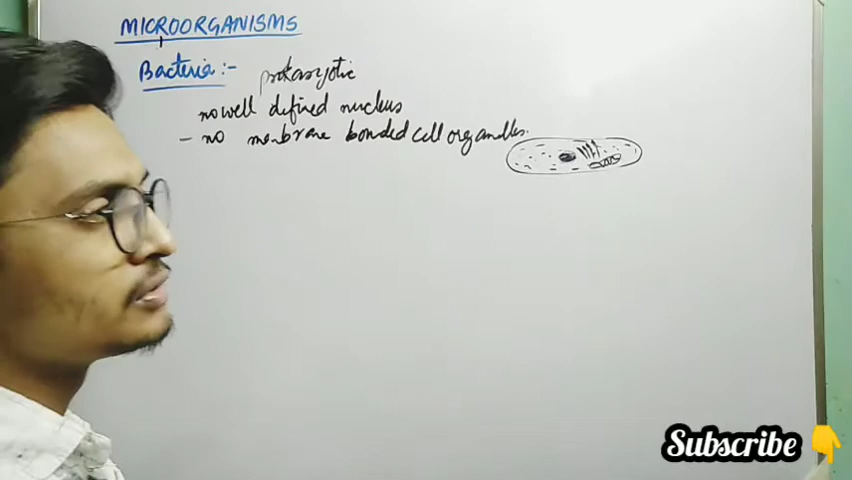 MICROORGANISMS
Bacteria :- prokaryotic
no well defined nucleus
- no membrane bonded cell organelles.
Subscribe 👇